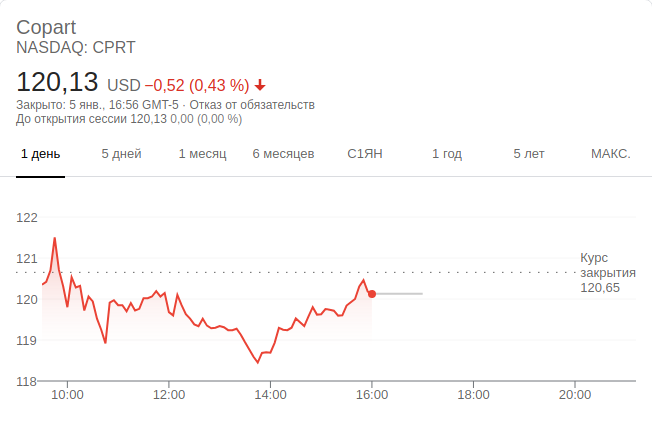 Copart
NASDAQ: CPRT
120,13 USD −0,52 (0,43 %)
Закрыто: 5 янв., 16:56 GMT-5 · Отказ от обязательств
До открытия сессии 120,13 0,00 (0,00 %)
1 день 5 дней 1 месяц 6 месяцев С1ЯН 1 год 5 лет МАКС.
122
121
120
119
118
Курс
закрытия
120,65
10:00 12:00 14:00 16:00 18:00 20:00